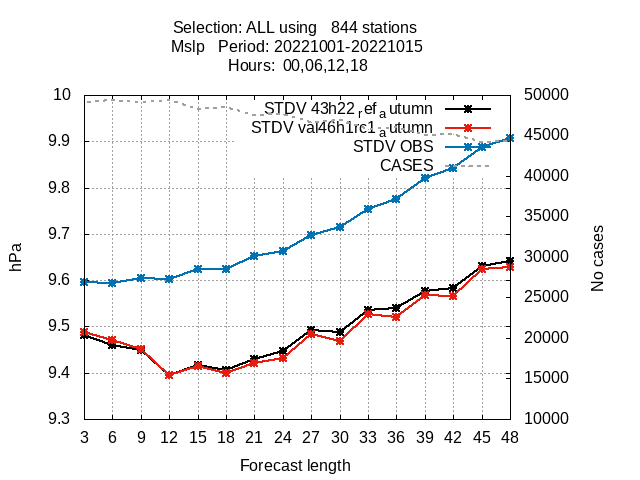 Selection: ALL using   844 stations
Mslp   Period: 20221001-20221015
Hours:  00,06,12,18
STDV 43h22_ref_autumn
STDV val46h1rc1_autumn
STDV OBS
CASES
10
9.9
9.8
9.7
9.6
9.5
9.4
9.3
50000
45000
40000
35000
30000
25000
20000
15000
10000
hPa
No cases
3 6 9 12 15 18 21 24 27 30 33 36 39 42 45 48
Forecast length